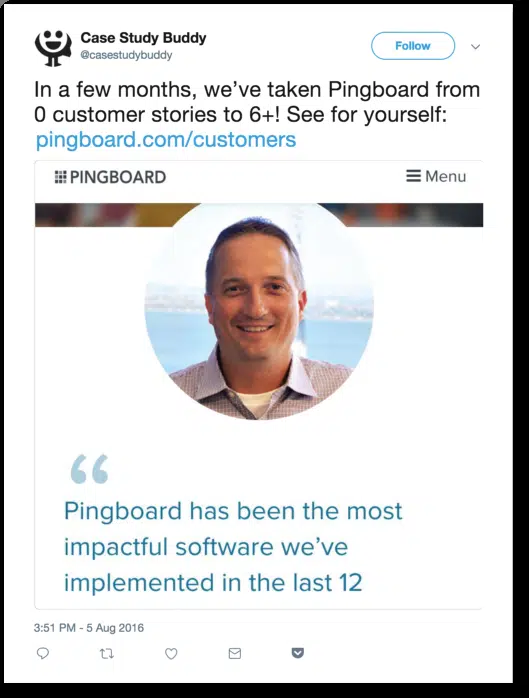 Case Study Buddy
@casestudybuddy
Follow
In a few months, we’ve taken Pingboard from
0 customer stories to 6+! See for yourself:
pingboard.com/customers
PINGBOARD
Menu
“
Pingboard has been the most
impactful software we’ve
implemented in the last 12
3:51 PM - 5 Aug 2016